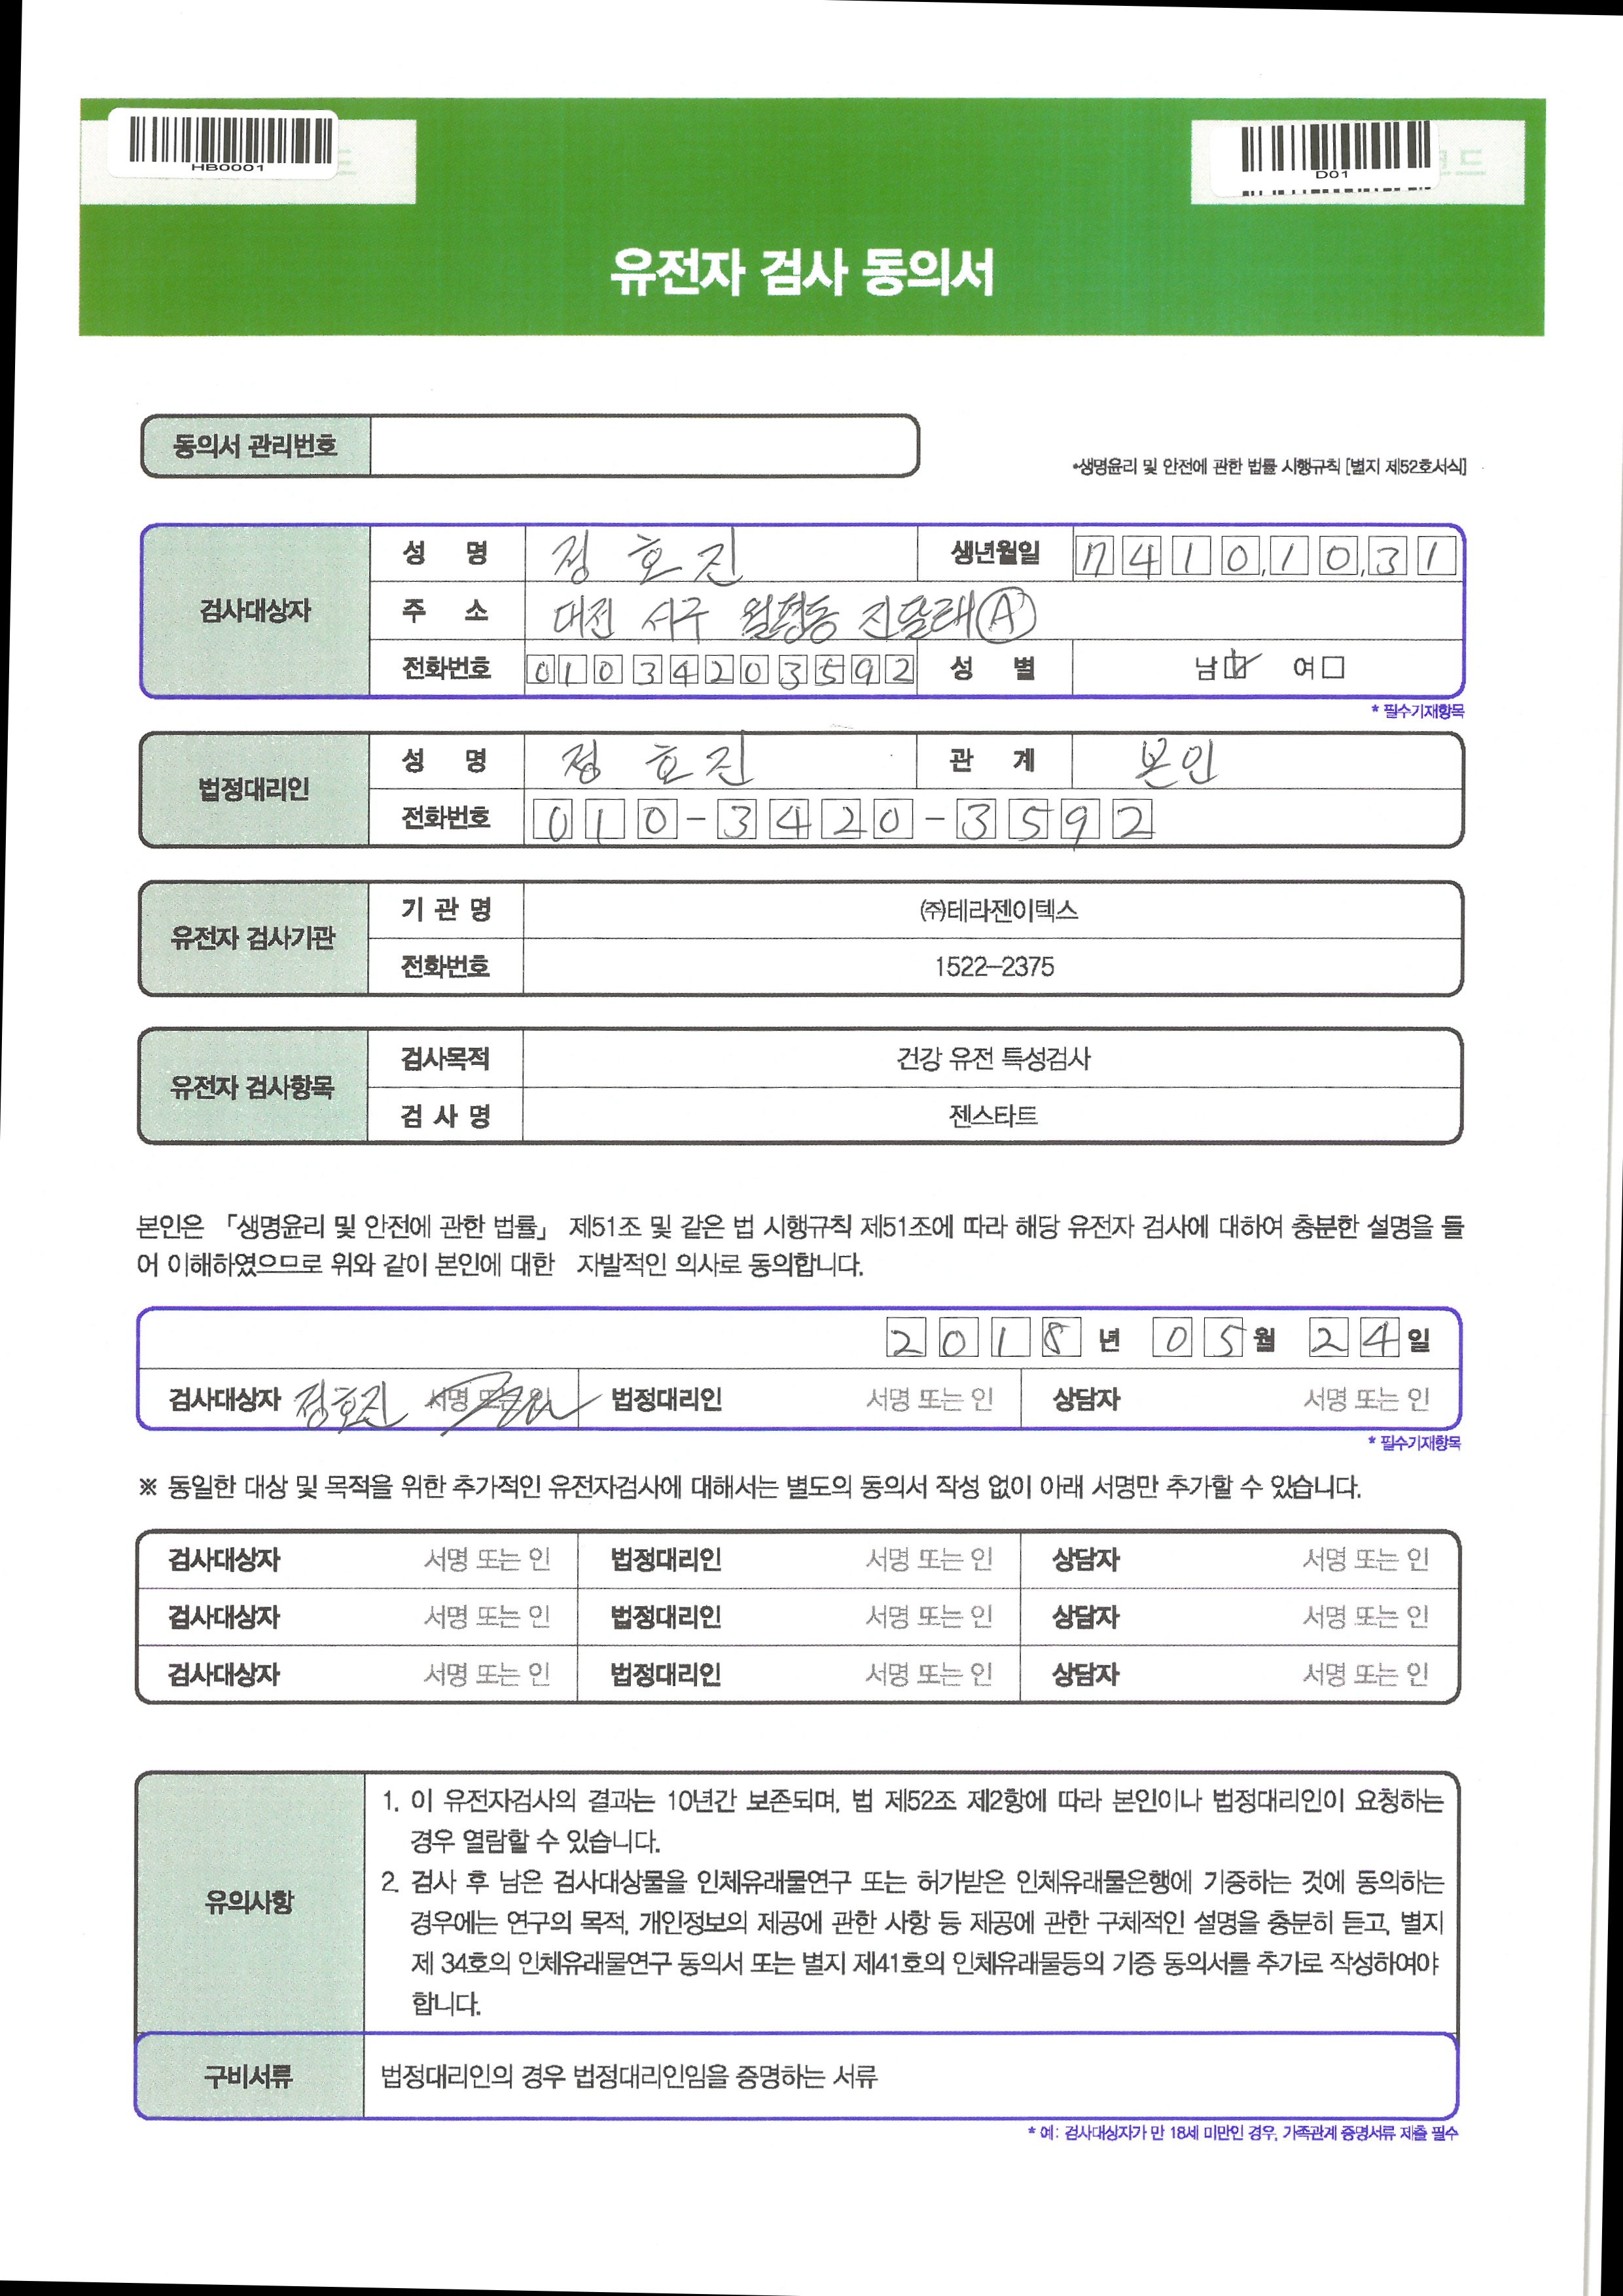 HB0001
D01
유전자 검사 동의서
동의서 관리번호
*생명윤리 및 안전에 관한 법률 시행규칙 [별지 제52호서식]
검사대상자
성 명 정 호 진 생년월일 7 4 1 0, 1 0, 3 1
주 소 대전 서구 월평동 진달래 Ⓐ
전화번호 0 1 0 3 4 2 0 3 5 9 2 성 별 남 ☑ 여 □
* 필수기재항목
법정대리인
성 명 정 호 진 관 계 본인
전화번호 0 1 0 - 3 4 2 0 - 3 5 9 2
유전자 검사기관
기 관 명 ㈜테라젠이텍스
전화번호 1522-2375
유전자 검사항목
검사목적 건강 유전 특성검사
검 사 명 젠스타트
본인은 「생명윤리 및 안전에 관한 법률」 제51조 및 같은 법 시행규칙 제51조에 따라 해당 유전자 검사에 대하여 충분한 설명을 들
어 이해하였으므로 위와 같이 본인에 대한 자발적인 의사로 동의합니다.
2 0 1 8 년 0 5 월 2 4 일
검사대상자 정호진 서명 또는 인 법정대리인 서명 또는 인 상담자 서명 또는 인
* 필수기재항목
※ 동일한 대상 및 목적을 위한 추가적인 유전자검사에 대해서는 별도의 동의서 작성 없이 아래 서명만 추가할 수 있습니다.
검사대상자 서명 또는 인 법정대리인 서명 또는 인 상담자 서명 또는 인
검사대상자 서명 또는 인 법정대리인 서명 또는 인 상담자 서명 또는 인
검사대상자 서명 또는 인 법정대리인 서명 또는 인 상담자 서명 또는 인
유의사항
1. 이 유전자검사의 결과는 10년간 보존되며, 법 제52조 제2항에 따라 본인이나 법정대리인이 요청하는
경우 열람할 수 있습니다.
2. 검사 후 남은 검사대상물을 인체유래물연구 또는 허가받은 인체유래물은행에 기증하는 것에 동의하는
경우에는 연구의 목적, 개인정보의 제공에 관한 사항 등 제공에 관한 구체적인 설명을 충분히 듣고, 별지
제 34호의 인체유래물연구 동의서 또는 별지 제41호의 인체유래물등의 기증 동의서를 추가로 작성하여야
합니다.
구비서류 법정대리인의 경우 법정대리인임을 증명하는 서류
* 예: 검사대상자가 만 18세 미만인 경우, 가족관계 증명서류 제출 필수